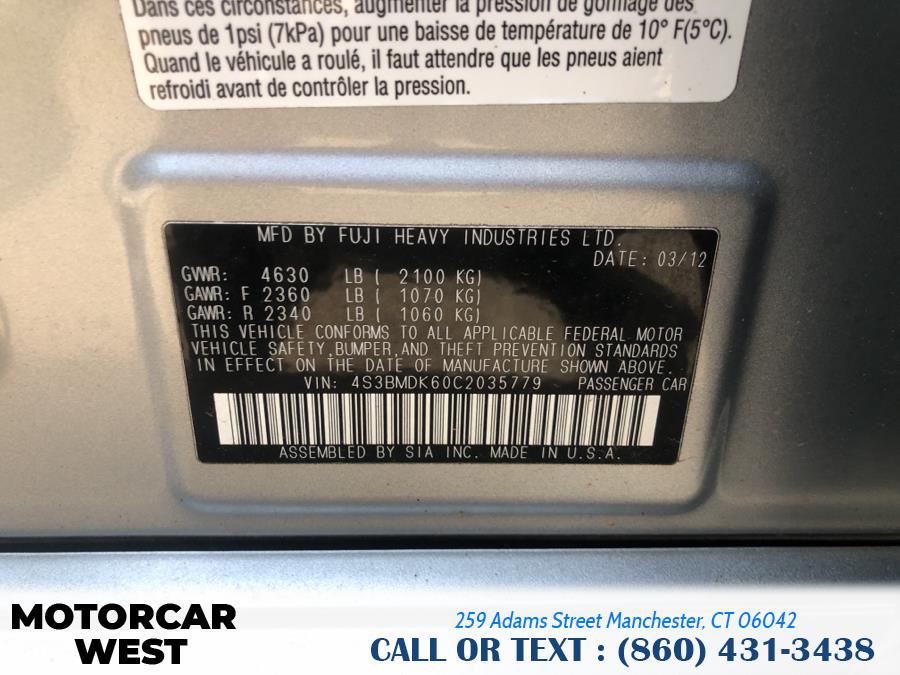 Dans ces circonstances, augmenter la pression de gonflage des
pneus de 1psi (7kPa) pour une baisse de température de 10° F(5°C).
Quand le véhicule a roulé, il faut attendre que les pneus aient
refroidi avant de contrôler la pression.
MFD BY FUJI HEAVY INDUSTRIES LTD.
DATE: 03/12
GVWR: 4630 LB ( 2100 KG)
GAWR: F 2360 LB ( 1070 KG)
GAWR: R 2340 LB ( 1060 KG)
THIS VEHICLE CONFORMS TO ALL APPLICABLE FEDERAL MOTOR
VEHICLE SAFETY,BUMPER,AND THEFT PREVENTION STANDARDS
IN EFFECT ON THE DATE OF MANUFACTURE SHOWN ABOVE.
VIN: 4S3BMDK60C2035779 PASSENGER CAR
ASSEMBLED BY SIA INC. MADE IN U.S.A.
MOTORCAR
WEST
259 Adams Street Manchester, CT 06042
CALL OR TEXT : (860) 431-3438